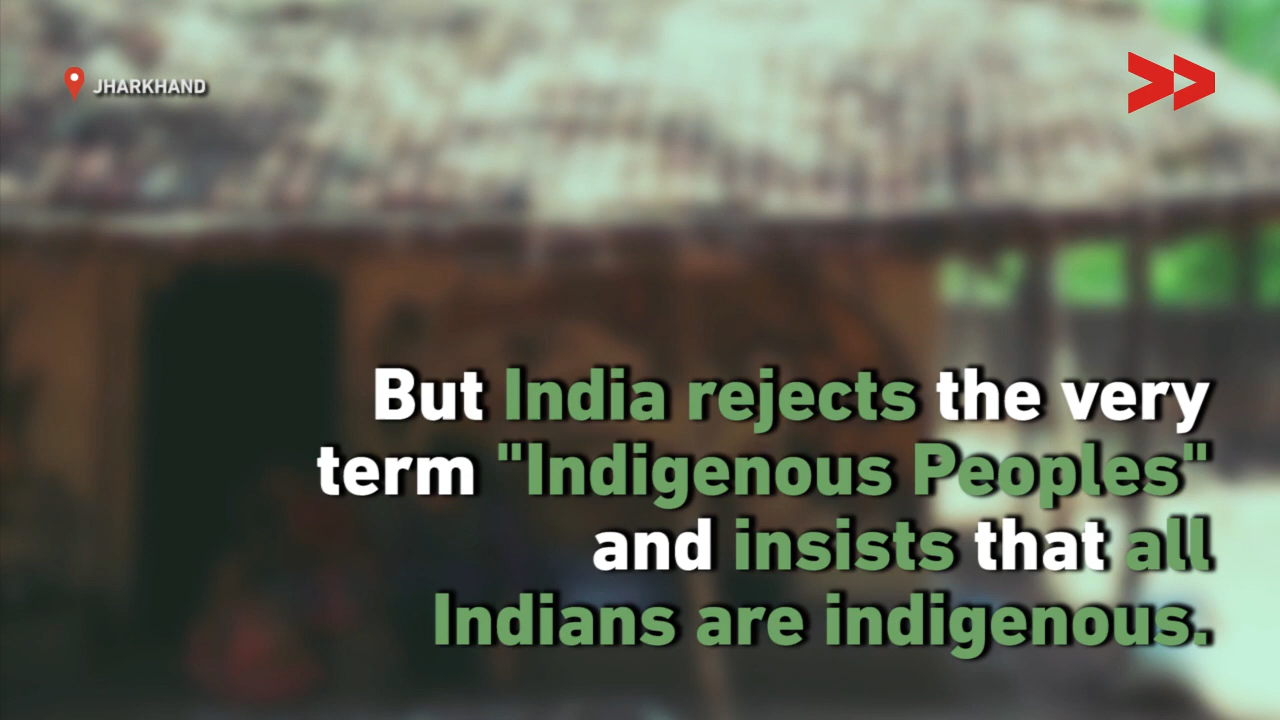 JHARKHAND
But India rejects the very
term "Indigenous Peoples"
and insists that all
Indians are indigenous.